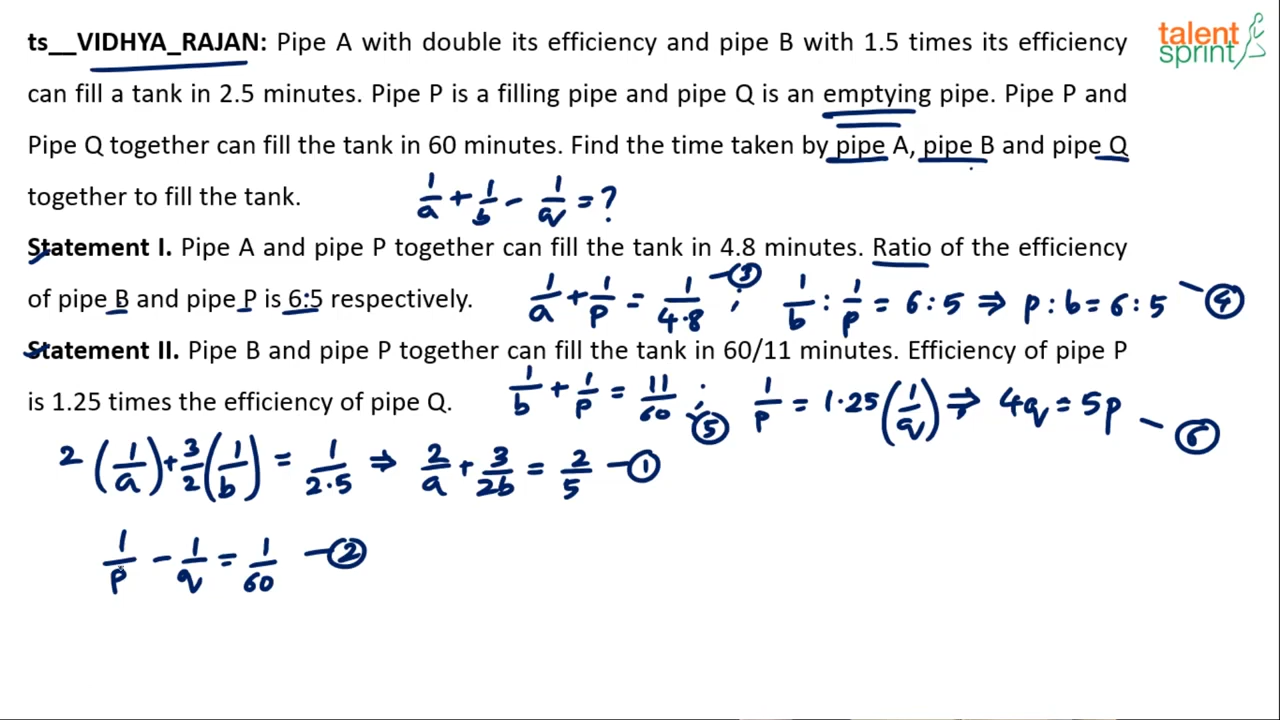 talent
sprint
ts__VIDHYA_RAJAN: Pipe A with double its efficiency and pipe B with 1.5 times its efficiency
can fill a tank in 2.5 minutes. Pipe P is a filling pipe and pipe Q is an emptying pipe. Pipe P and
Pipe Q together can fill the tank in 60 minutes. Find the time taken by pipe A, pipe B and pipe Q
together to fill the tank.
1/a + 1/b - 1/q = ?
Statement I. Pipe A and pipe P together can fill the tank in 4.8 minutes. Ratio of the efficiency
of pipe B and pipe P is 6:5 respectively.
1/a + 1/p = 1/4.8 —③ ; 1/b : 1/p = 6:5 ⇒ p:b = 6:5 —④
Statement II. Pipe B and pipe P together can fill the tank in 60/11 minutes. Efficiency of pipe P
is 1.25 times the efficiency of pipe Q.
1/b + 1/p = 11/60 —⑤ ; 1/p = 1.25(1/q) ⇒ 4q = 5p —⑥
2(1/a) + 3/2(1/b) = 1/2.5 ⇒ 2/a + 3/2b = 2/5 —①
1/p - 1/q = 1/60 —②